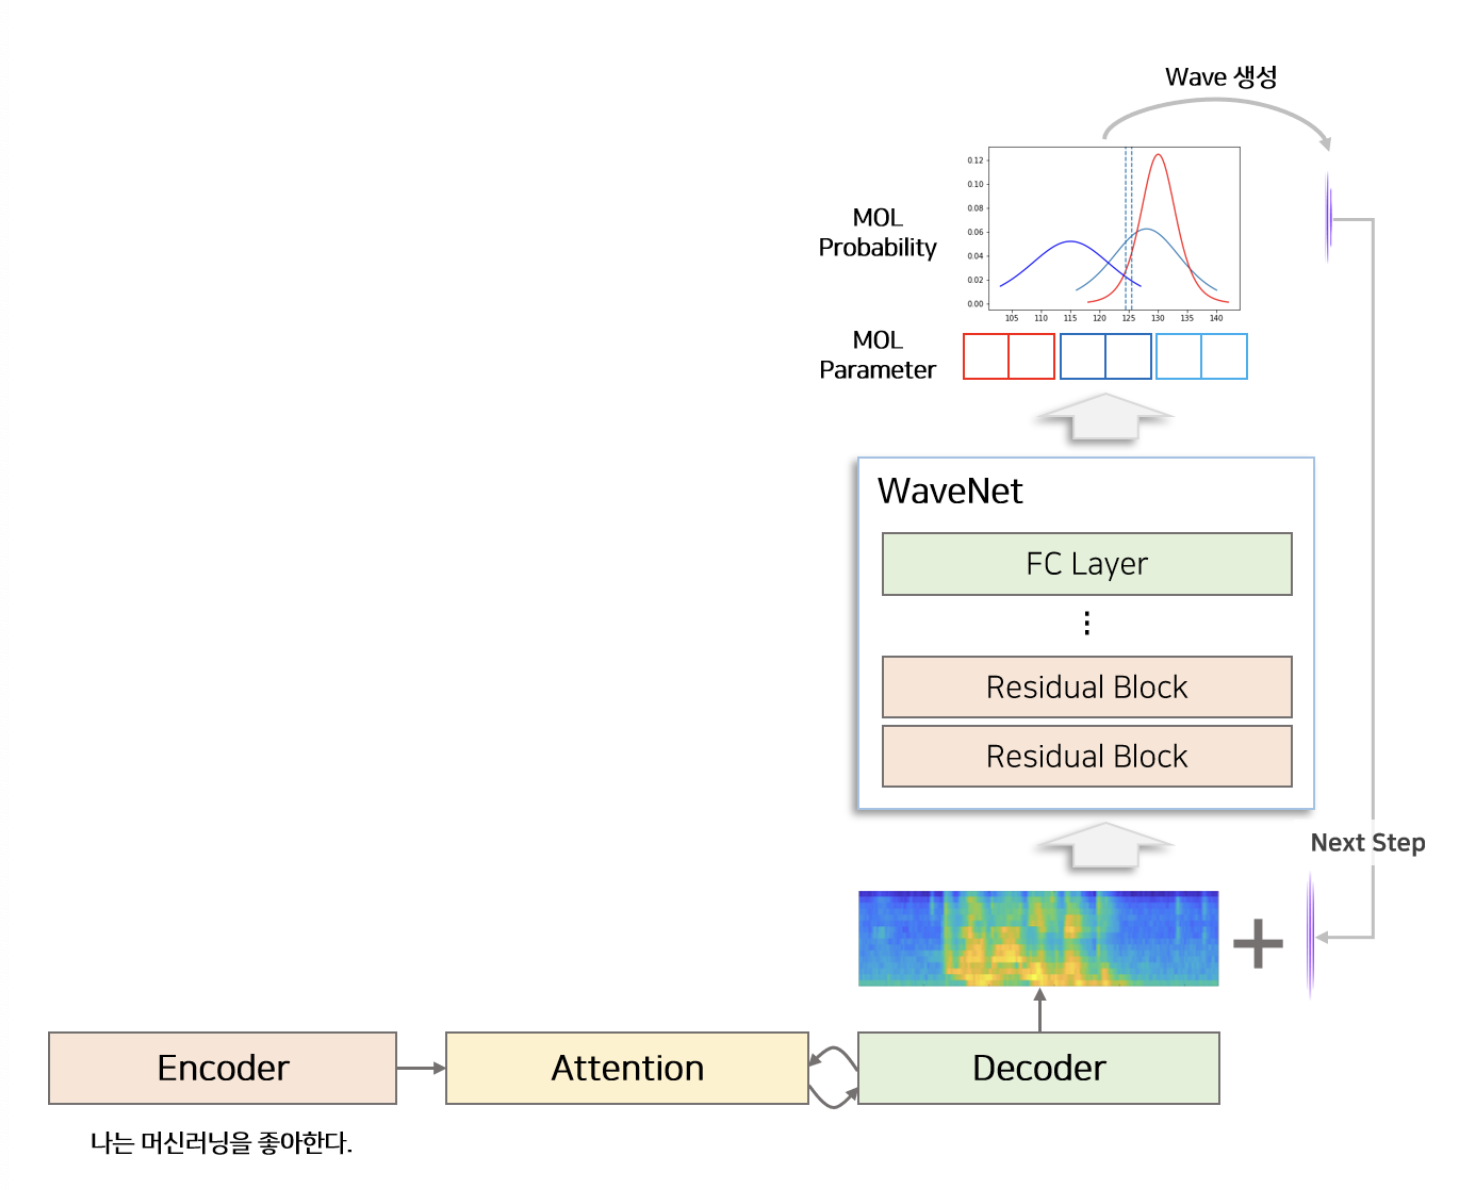 Wave 생성
MOL
Probability
0.12
0.10
0.08
0.06
0.04
0.02
0.00
105 110 115 120 125 130 135 140
MOL
Parameter
WaveNet
FC Layer
⋮
Residual Block
Residual Block
Next Step
+
Encoder
Attention
Decoder
나는 머신러닝을 좋아한다.